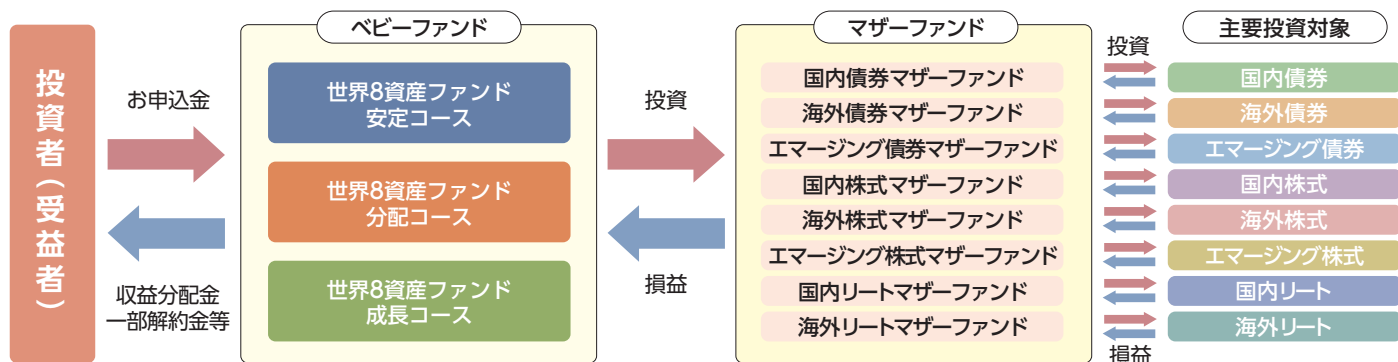 投資者（受益者）
お申込金
収益分配金
一部解約金等
ベビーファンド
世界8資産ファンド
安定コース
世界8資産ファンド
分配コース
世界8資産ファンド
成長コース
投資
損益
マザーファンド
国内債券マザーファンド
海外債券マザーファンド
エマージング債券マザーファンド
国内株式マザーファンド
海外株式マザーファンド
エマージング株式マザーファンド
国内リートマザーファンド
海外リートマザーファンド
投資
損益
主要投資対象
国内債券
海外債券
エマージング債券
国内株式
海外株式
エマージング株式
国内リート
海外リート